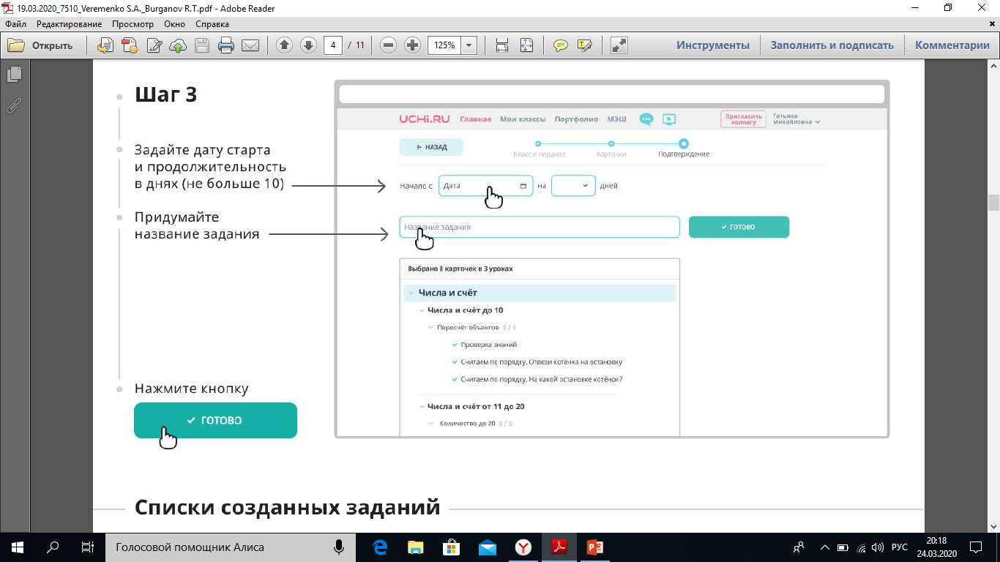 19.03.2020_7510_Veremenko S.A._Burganov R.T.pdf - Adobe Reader
Файл Редактирование Просмотр Окно Справка
Открыть 4 / 11 125% Инструменты Заполнить и подписать Комментарии
Шаг 3
Задайте дату старта
и продолжительность
в днях (не больше 10)
Придумайте
название задания
Нажмите кнопку
ГОТОВО
UCHi.RU Главная Мои классы Портфолио МЭШ
Пригласить
коллегу
Татьяна
Михайловна
← НАЗАД
Класс и пердмет Карточки Подтверждение
Начало с Дата на дней
Название задания ГОТОВО
Выбрано 8 карточек в 3 уроках
Числа и счёт
Числа и счёт до 10
Пересчёт объектов 0 / 3
Проверка знаний
Считаем по порядку. Отвези котёнка на остановку
Считаем по порядку. На какой остановке котёнок?
Числа и счёт от 11 до 20
Количество до 20 0 / 5
Списки созданных заданий
Голосовой помощник Алиса
РУС
20:18
24.03.2020